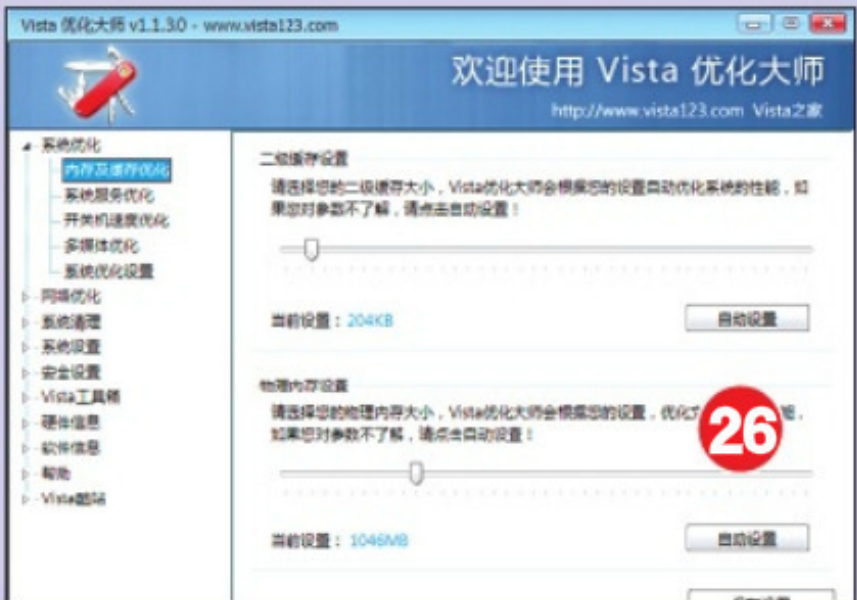 Vista 优化大师 v1.1.3.0 - www.vista123.com
欢迎使用 Vista 优化大师
http://www.vista123.com Vista之家
系统优化
内存及缓存优化
系统服务优化
开关机速度优化
多媒体优化
系统优化设置
网络优化
系统清理
系统设置
安全设置
Vista工具箱
硬件信息
软件信息
帮助
Vista酷站
二级缓存设置
请选择您的二级缓存大小，Vista优化大师会根据您的设置自动优化系统的性能，如
果您对参数不了解，请点击自动设置！
当前设置：204KB
自动设置
物理内存设置
请选择您的物理内存大小，Vista优化大师会根据您的设置，优化
如果您对参数不了解，请点击自动设置！
26
当前设置：1046MB
自动设置